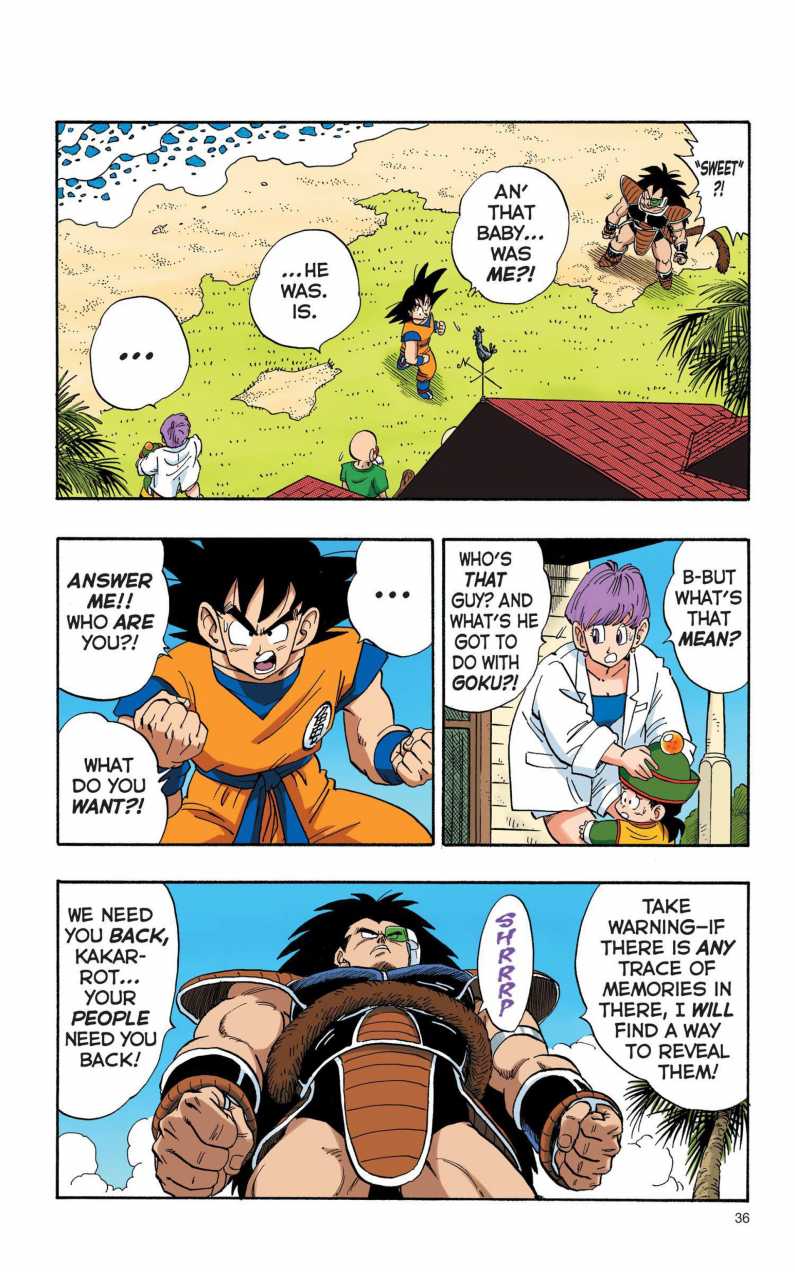 "SWEET"
?!
AN'
THAT
BABY...
WAS
ME?!
...HE
WAS.
IS.
...
N
B-BUT
WHAT'S
THAT
MEAN?
WHO'S
THAT
GUY? AND
WHAT'S HE
GOT TO
DO WITH
GOKU?!
...
ANSWER
ME!!
WHO ARE
YOU?!
WHAT
DO YOU
WANT?!
亀
TAKE
WARNING—IF
THERE IS ANY
TRACE OF
MEMORIES IN
THERE, I WILL
FIND A WAY
TO REVEAL
THEM!
SHRRRP
WE NEED
YOU BACK,
KAKAR-
ROT...
YOUR
PEOPLE
NEED YOU
BACK!
36